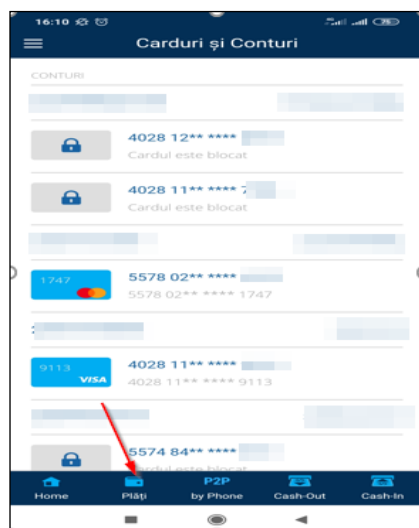 16:10
75
Carduri și Conturi
CONTURI
4028 12** ****
Cardul este blocat
4028 11** ****
Cardul este blocat
1747
5578 02** ****
5578 02** **** 1747
9113
VISA
4028 11** ****
4028 11** **** 9113
5574 84** ****
Cardul este blocat
Home
Plăți
P2P
by Phone
Cash-Out
Cash-In